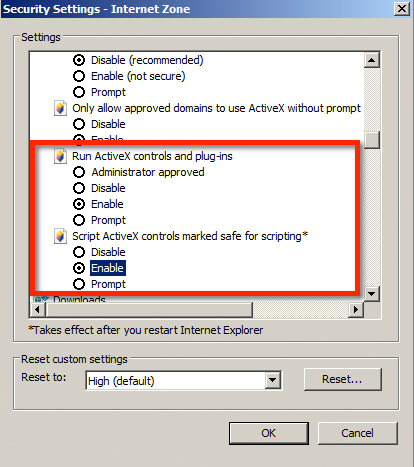 Security Settings - Internet Zone
Settings
Disable (recommended)
Enable (not secure)
Prompt
Only allow approved domains to use ActiveX without prompt
Disable
Enable
Run ActiveX controls and plug-ins
Administrator approved
Disable
Enable
Prompt
Script ActiveX controls marked safe for scripting*
Disable
Enable
Prompt
Downloads
*Takes effect after you restart Internet Explorer
Reset custom settings
Reset to:
High (default)
Reset...
OK
Cancel